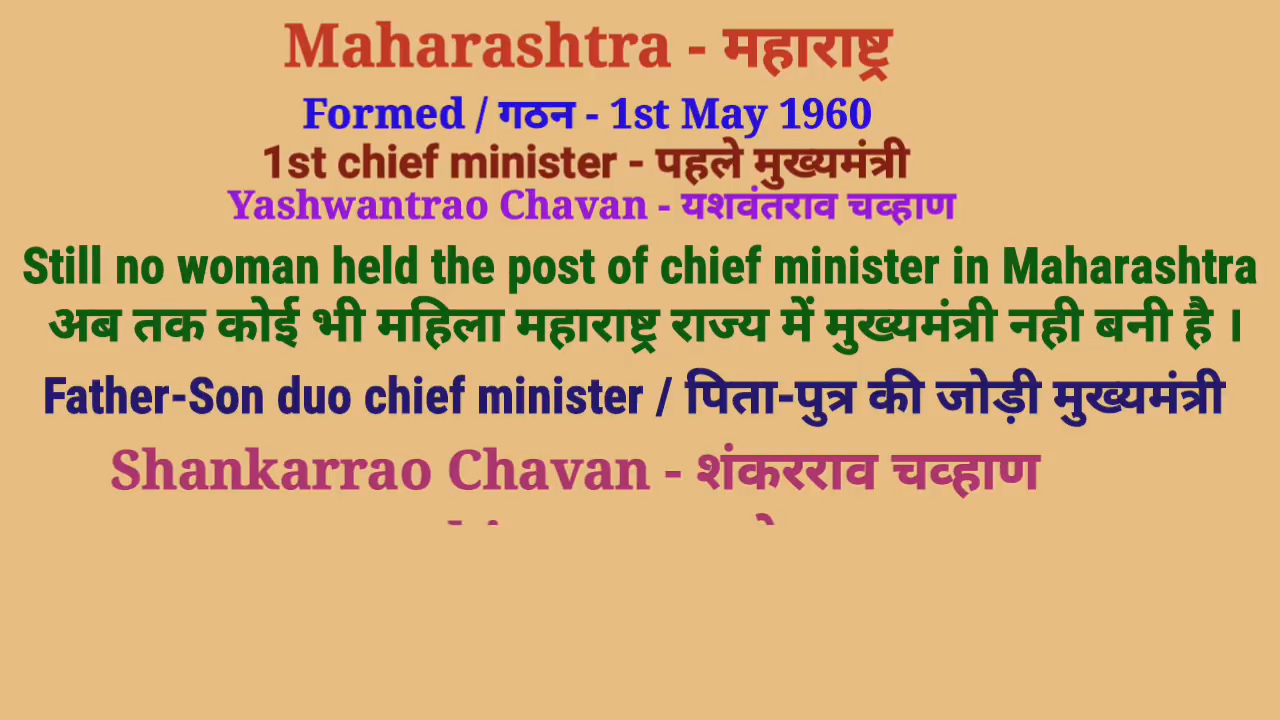 Maharashtra - महाराष्ट्र
Formed / गठन - 1st May 1960
1st chief minister - पहले मुख्यमंत्री
Yashwantrao Chavan - यशवंतराव चव्हाण
Still no woman held the post of chief minister in Maharashtra
अब तक कोई भी महिला महाराष्ट्र राज्य में मुख्यमंत्री नही बनी है ।
Father-Son duo chief minister / पिता-पुत्र की जोड़ी मुख्यमंत्री
Shankarrao Chavan - शंकरराव चव्हाण